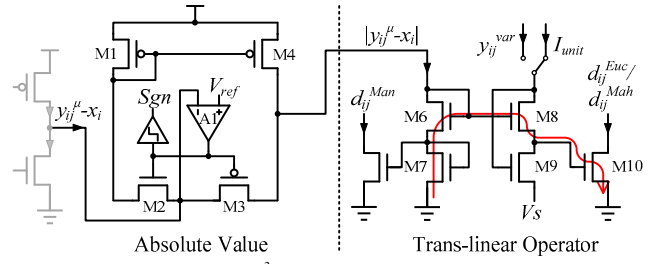 M1
M4
Sgn
V_ref
A1
y_ij^μ-x_i
M2
M3
Absolute Value
|y_ij^μ-x_i|
y_ij^var
I_unit
d_ij^Man
d_ij^Euc/
d_ij^Mah
M6
M8
M7
M9
M10
Vs
Trans-linear Operator